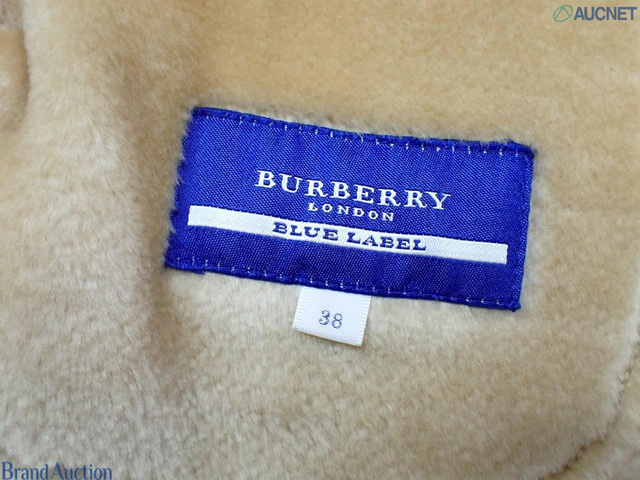 AUCNET
BURBERRY
LONDON
BLUE LABEL
38
Brand Auction